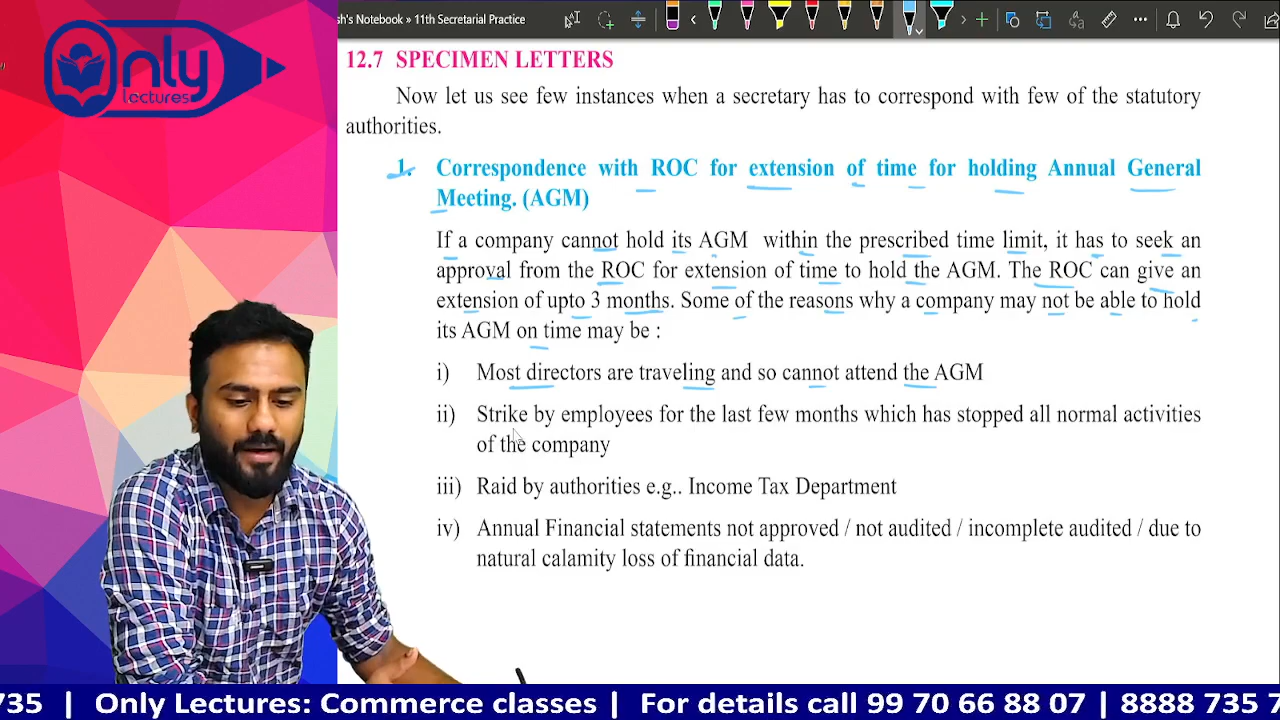 sh's Notebook » 11th Secretarial Practice
Only
lectures
12.7 SPECIMEN LETTERS
Now let us see few instances when a secretary has to correspond with few of the statutory
authorities.
1. Correspondence with ROC for extension of time for holding Annual General
Meeting. (AGM)
If a company cannot hold its AGM within the prescribed time limit, it has to seek an
approval from the ROC for extension of time to hold the AGM. The ROC can give an
extension of upto 3 months. Some of the reasons why a company may not be able to hold
its AGM on time may be :
i) Most directors are traveling and so cannot attend the AGM
ii) Strike by employees for the last few months which has stopped all normal activities
of the company
iii) Raid by authorities e.g.. Income Tax Department
iv) Annual Financial statements not approved / not audited / incomplete audited / due to
natural calamity loss of financial data.
735 | Only Lectures: Commerce classes | For details call 99 70 66 88 07 | 8888 735 7